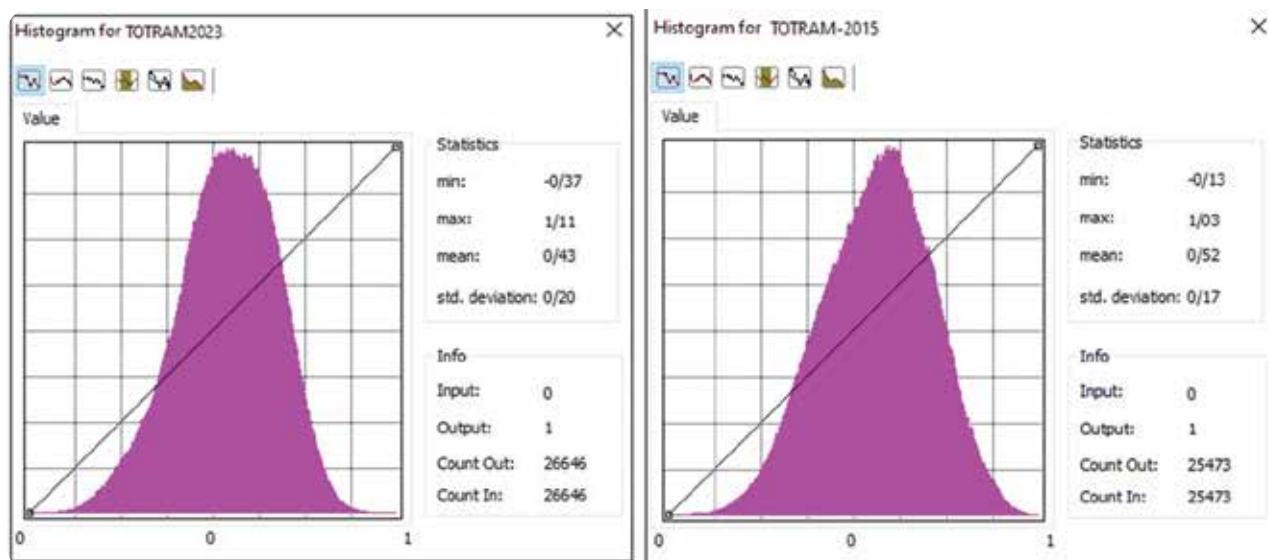 Histogram for TOTRAM2023
Value
Statistics
min: -0/37
max: 1/11
mean: 0/43
std. deviation: 0/20
Info
Input: 0
Output: 1
Count Out: 26646
Count In: 26646
0 0 1
Histogram for TOTRAM-2015
Value
Statistics
min: -0/13
max: 1/03
mean: 0/52
std. deviation: 0/17
Info
Input: 0
Output: 1
Count Out: 25473
Count In: 25473
0 0 1